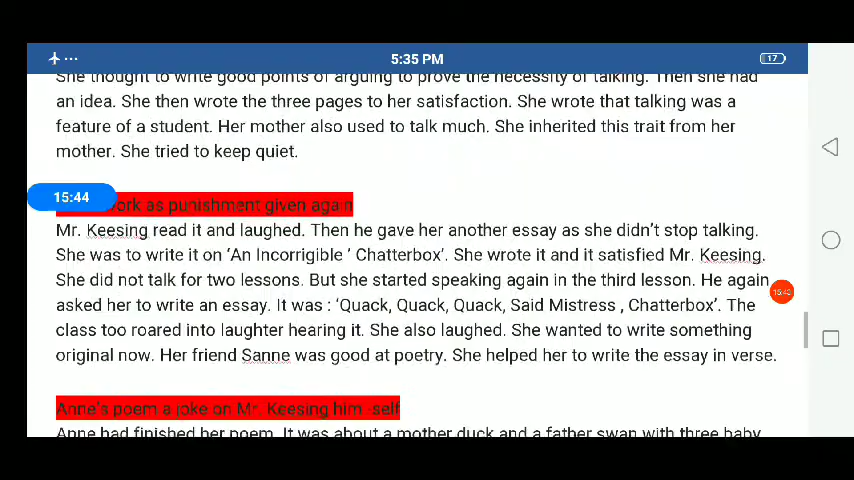 5:35 PM
17
She thought to write good points of arguing to prove the necessity of talking. Then she had
an idea. She then wrote the three pages to her satisfaction. She wrote that talking was a
feature of a student. Her mother also used to talk much. She inherited this trait from her
mother. She tried to keep quiet.
15:44
work as punishment given again
Mr. Keesing read it and laughed. Then he gave her another essay as she didn't stop talking.
She was to write it on ‘An Incorrigible ’ Chatterbox’. She wrote it and it satisfied Mr. Keesing.
She did not talk for two lessons. But she started speaking again in the third lesson. He again
15:43
asked her to write an essay. It was : ‘Quack, Quack, Quack, Said Mistress , Chatterbox’. The
class too roared into laughter hearing it. She also laughed. She wanted to write something
original now. Her friend Sanne was good at poetry. She helped her to write the essay in verse.
Anne's poem a joke on Mr. Keesing him -self
Anne had finished her poem. It was about a mother duck and a father swan with three baby